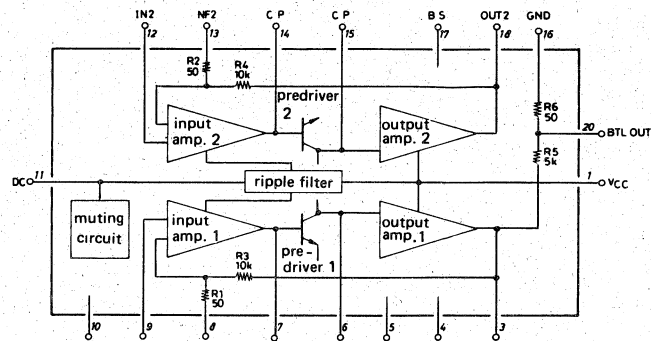 IN2 NF2 CP CP BS OUT2 GND
12 13 14 15 17 18 16
R2
50
R4
10k
predriver
2
R6
50
input
amp. 2
output
amp. 2
20 BTL OUT
R5
5k
DC 11
ripple filter
1 VCC
muting
circuit
input
amp. 1
output
amp. 1
pre-
driver 1
R3
10k
R1
50
10 9 8 7 6 5 4 3